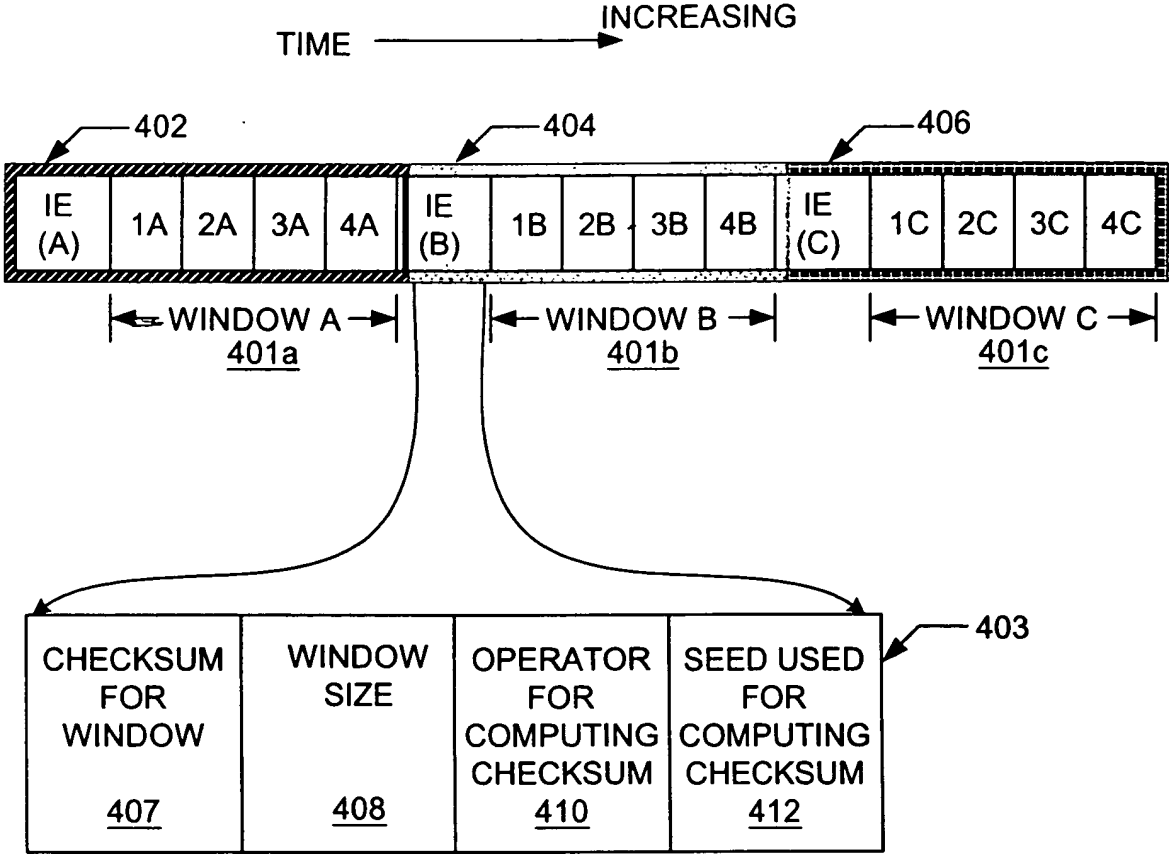 INCREASING
TIME
402
404
406
IE (A) 1A 2A 3A 4A IE (B) 1B 2B 3B 4B IE (C) 1C 2C 3C 4C
WINDOW A
401a
WINDOW B
401b
WINDOW C
401c
403
CHECKSUM
FOR
WINDOW
407
WINDOW
SIZE
408
OPERATOR
FOR
COMPUTING
CHECKSUM
410
SEED USED
FOR
COMPUTING
CHECKSUM
412